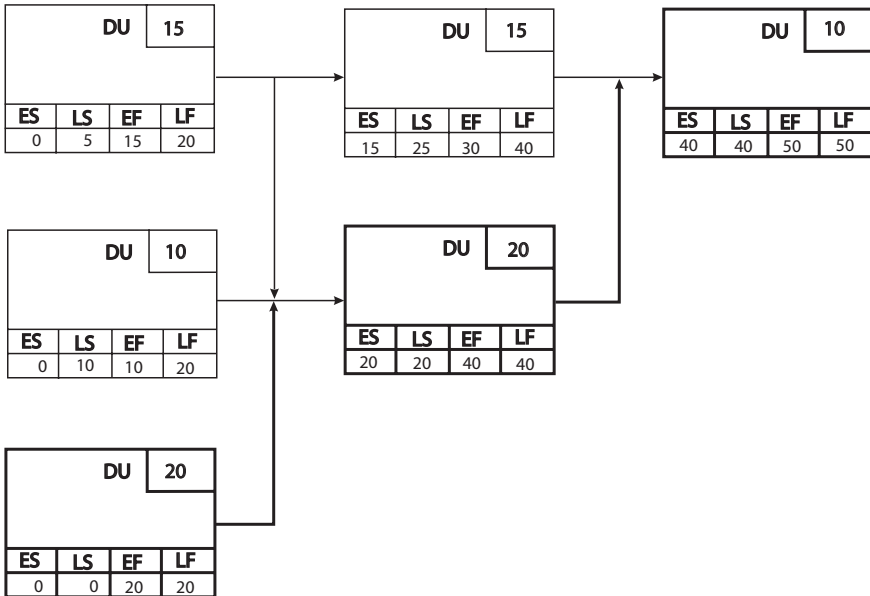 DU 15
ES LS EF LF
0 5 15 20
DU 15
ES LS EF LF
15 25 30 40
DU 10
ES LS EF LF
40 40 50 50
DU 10
ES LS EF LF
0 10 10 20
DU 20
ES LS EF LF
20 20 40 40
DU 20
ES LS EF LF
0 0 20 20